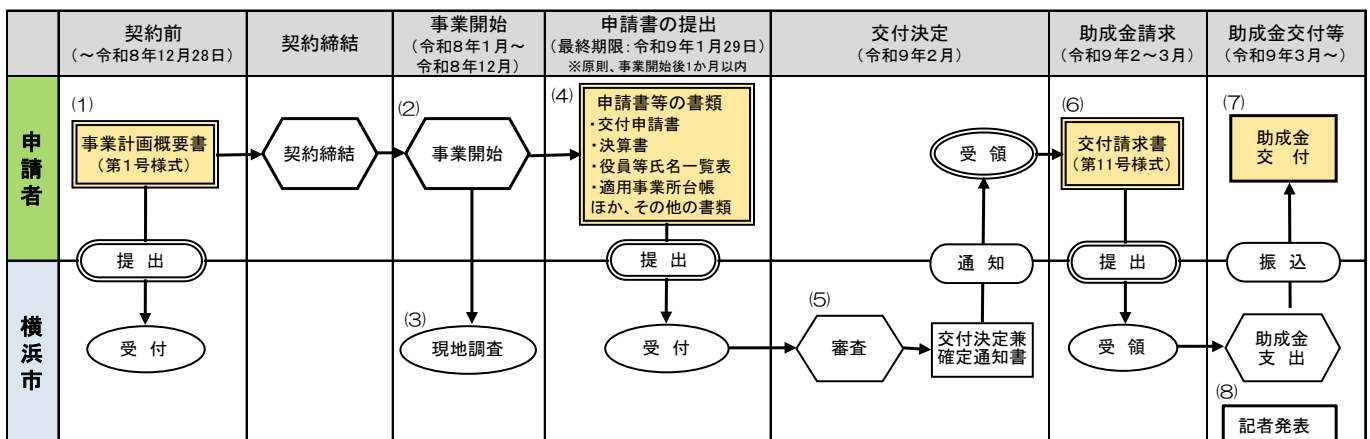 契約前
（～令和8年12月28日）
契約締結
事業開始
（令和8年1月～
令和8年12月）
申請書の提出
（最終期限：令和9年1月29日）
※原則、事業開始後1か月以内
交付決定
（令和9年2月）
助成金請求
（令和9年2～3月）
助成金交付等
（令和9年3月～）
申請者
(1)
事業計画概要書
（第1号様式）
契約締結
(2)
事業開始
(4)
申請書等の書類
・交付申請書
・決算書
・役員等氏名一覧表
・適用事業所台帳
ほか、その他の書類
受 領
(6)
交付請求書
（第11号様式）
(7)
助成金
交 付
提 出
提 出
通 知
提 出
振 込
横浜市
受 付
(3)
現地調査
受 付
(5)
審査
交付決定兼
確定通知書
受 領
助成金
支 出
(8)
記者発表